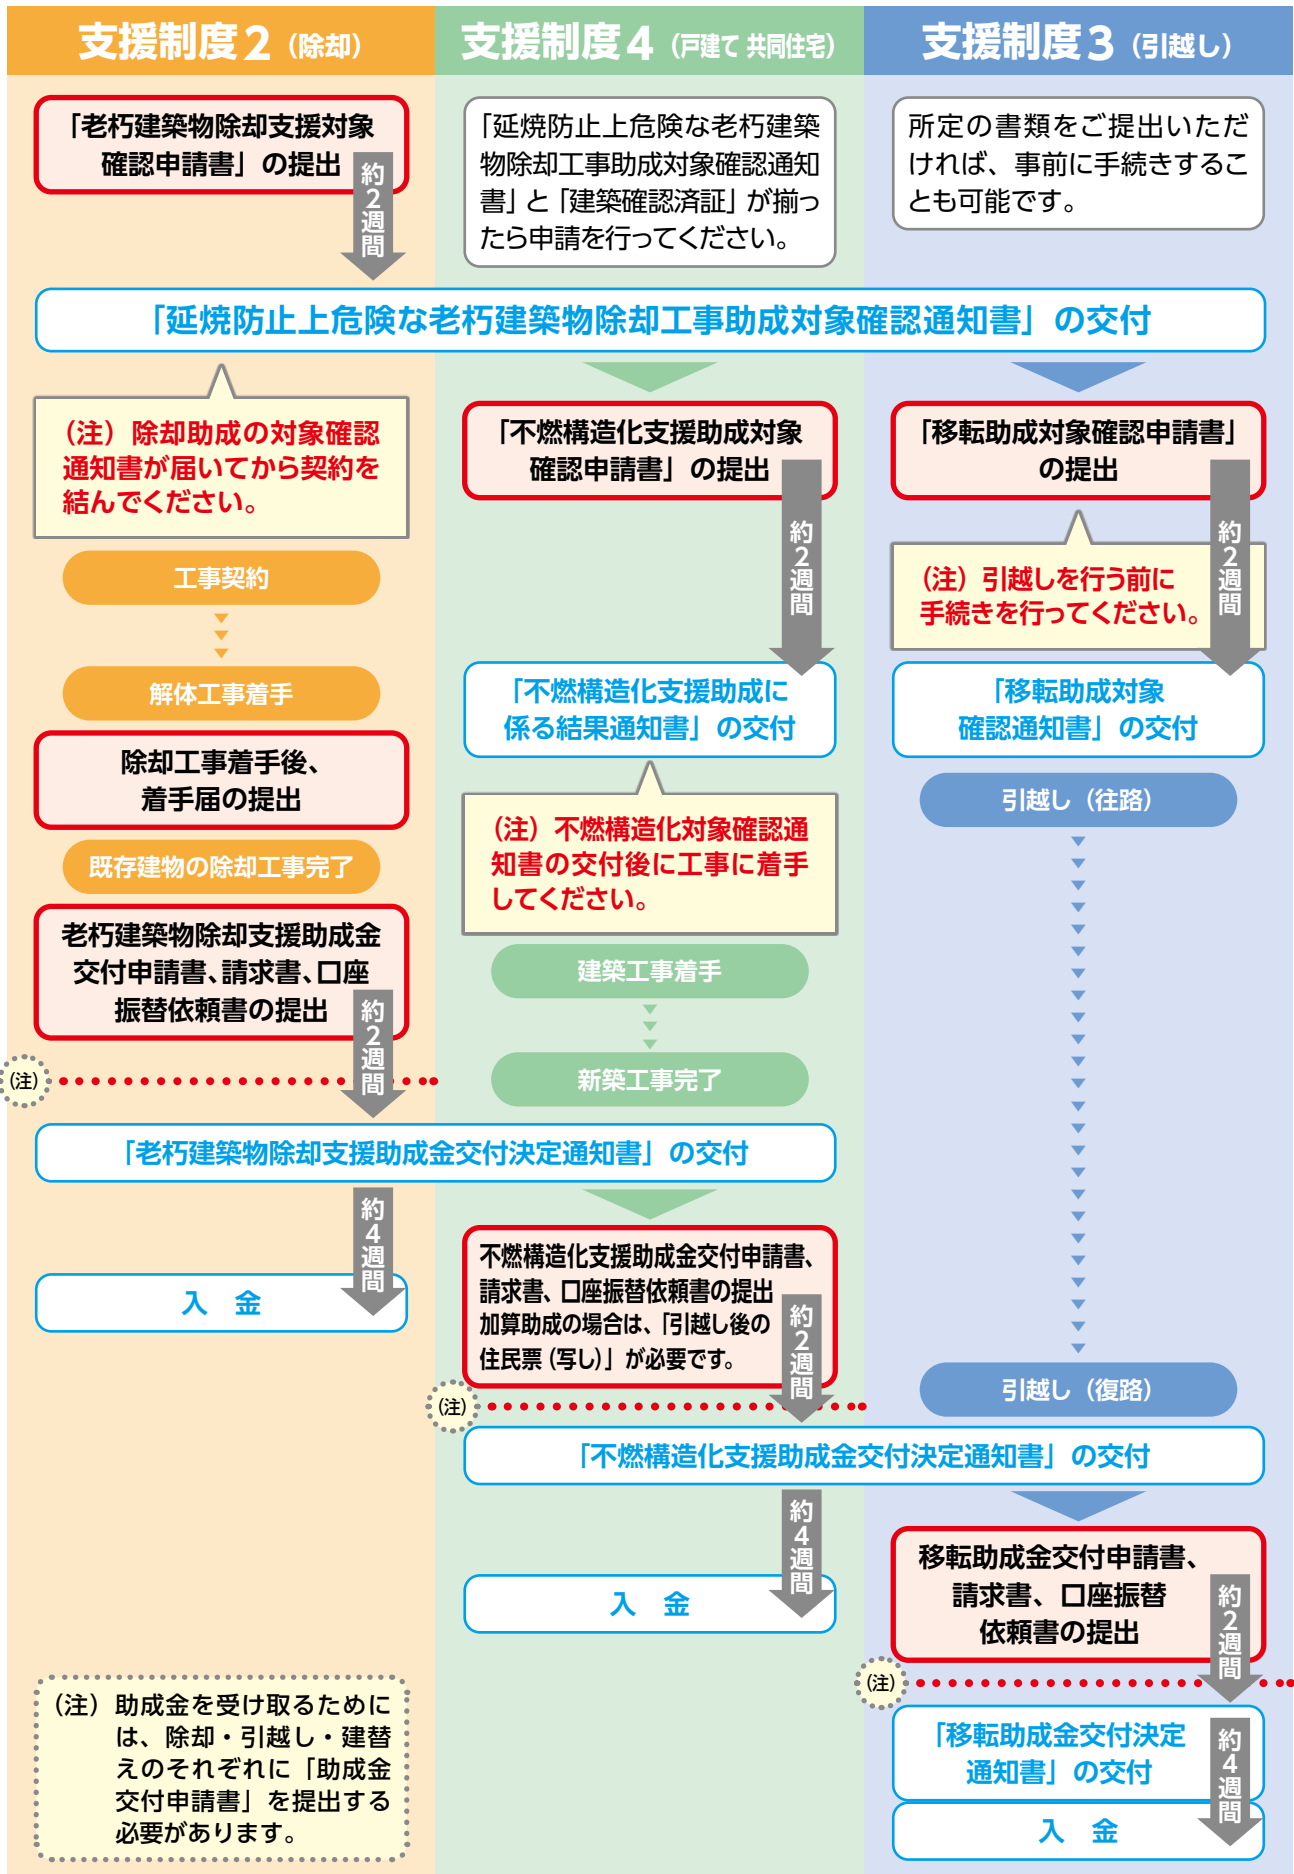 支援制度2（除却）
「老朽建築物除却支援対象
確認申請書」の提出
約2週間
支援制度4（戸建て 共同住宅）
「延焼防止上危険な老朽建築
物除却工事助成対象確認通知
書」と「建築確認済証」が揃っ
たら申請を行ってください。
支援制度3（引越し）
所定の書類をご提出いただ
ければ、事前に手続きするこ
とも可能です。
「延焼防止上危険な老朽建築物除却工事助成対象確認通知書」の交付
（注）除却助成の対象確認
通知書が届いてから契約を
結んでください。
工事契約
解体工事着手
除却工事着手後、
着手届の提出
既存建物の除却工事完了
老朽建築物除却支援助成金
交付申請書、請求書、口座
振替依頼書の提出
約2週間
（注）
「不燃構造化支援助成対象
確認申請書」の提出
約2週間
「不燃構造化支援助成に
係る結果通知書」の交付
（注）不燃構造化対象確認通
知書の交付後に工事に着手
してください。
建築工事着手
新築工事完了
「移転助成対象確認申請書」
の提出
約2週間
（注）引越しを行う前に
手続きを行ってください。
「移転助成対象
確認通知書」の交付
引越し（往路）
引越し（復路）
「老朽建築物除却支援助成金交付決定通知書」の交付
約4週間
入　金
不燃構造化支援助成金交付申請書、
請求書、口座振替依頼書の提出
加算助成の場合は、「引越し後の
住民票（写し）」が必要です。
約2週間
（注）
「不燃構造化支援助成金交付決定通知書」の交付
約4週間
入　金
移転助成金交付申請書、
請求書、口座振替
依頼書の提出
約2週間
（注）
「移転助成金交付決定
通知書」の交付
約4週間
入　金
（注）助成金を受け取るために
は、除却・引越し・建替
えのそれぞれに「助成金
交付申請書」を提出する
必要があります。